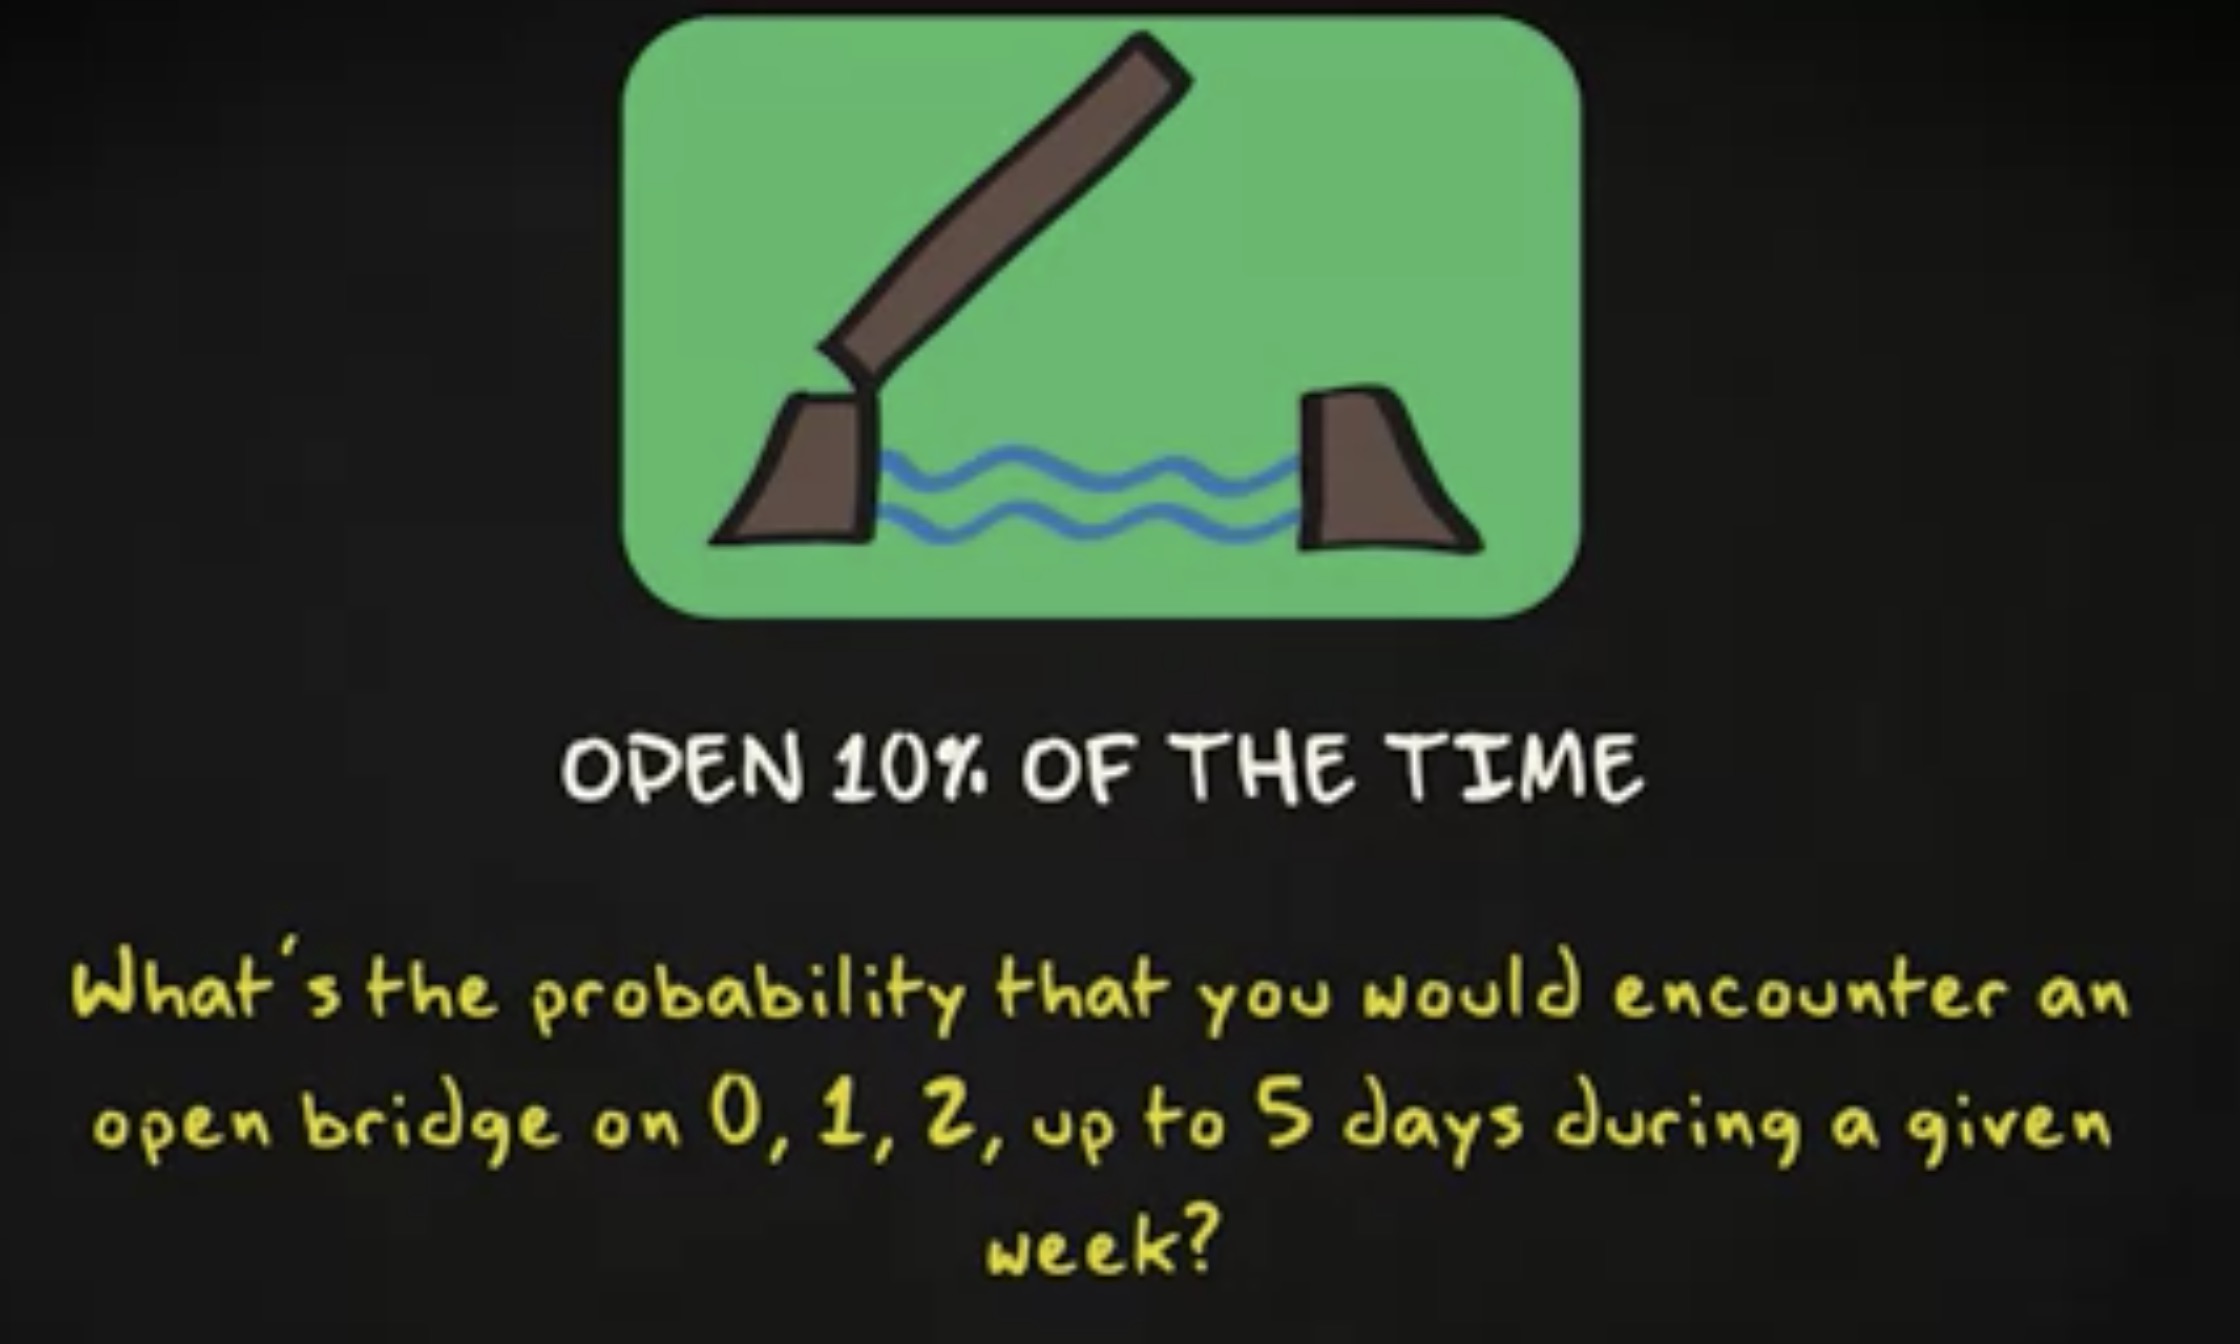 OPEN 10% OF THE TIME
What's the probability that you would encounter an
open bridge on 0, 1, 2, up to 5 days during a given
week?